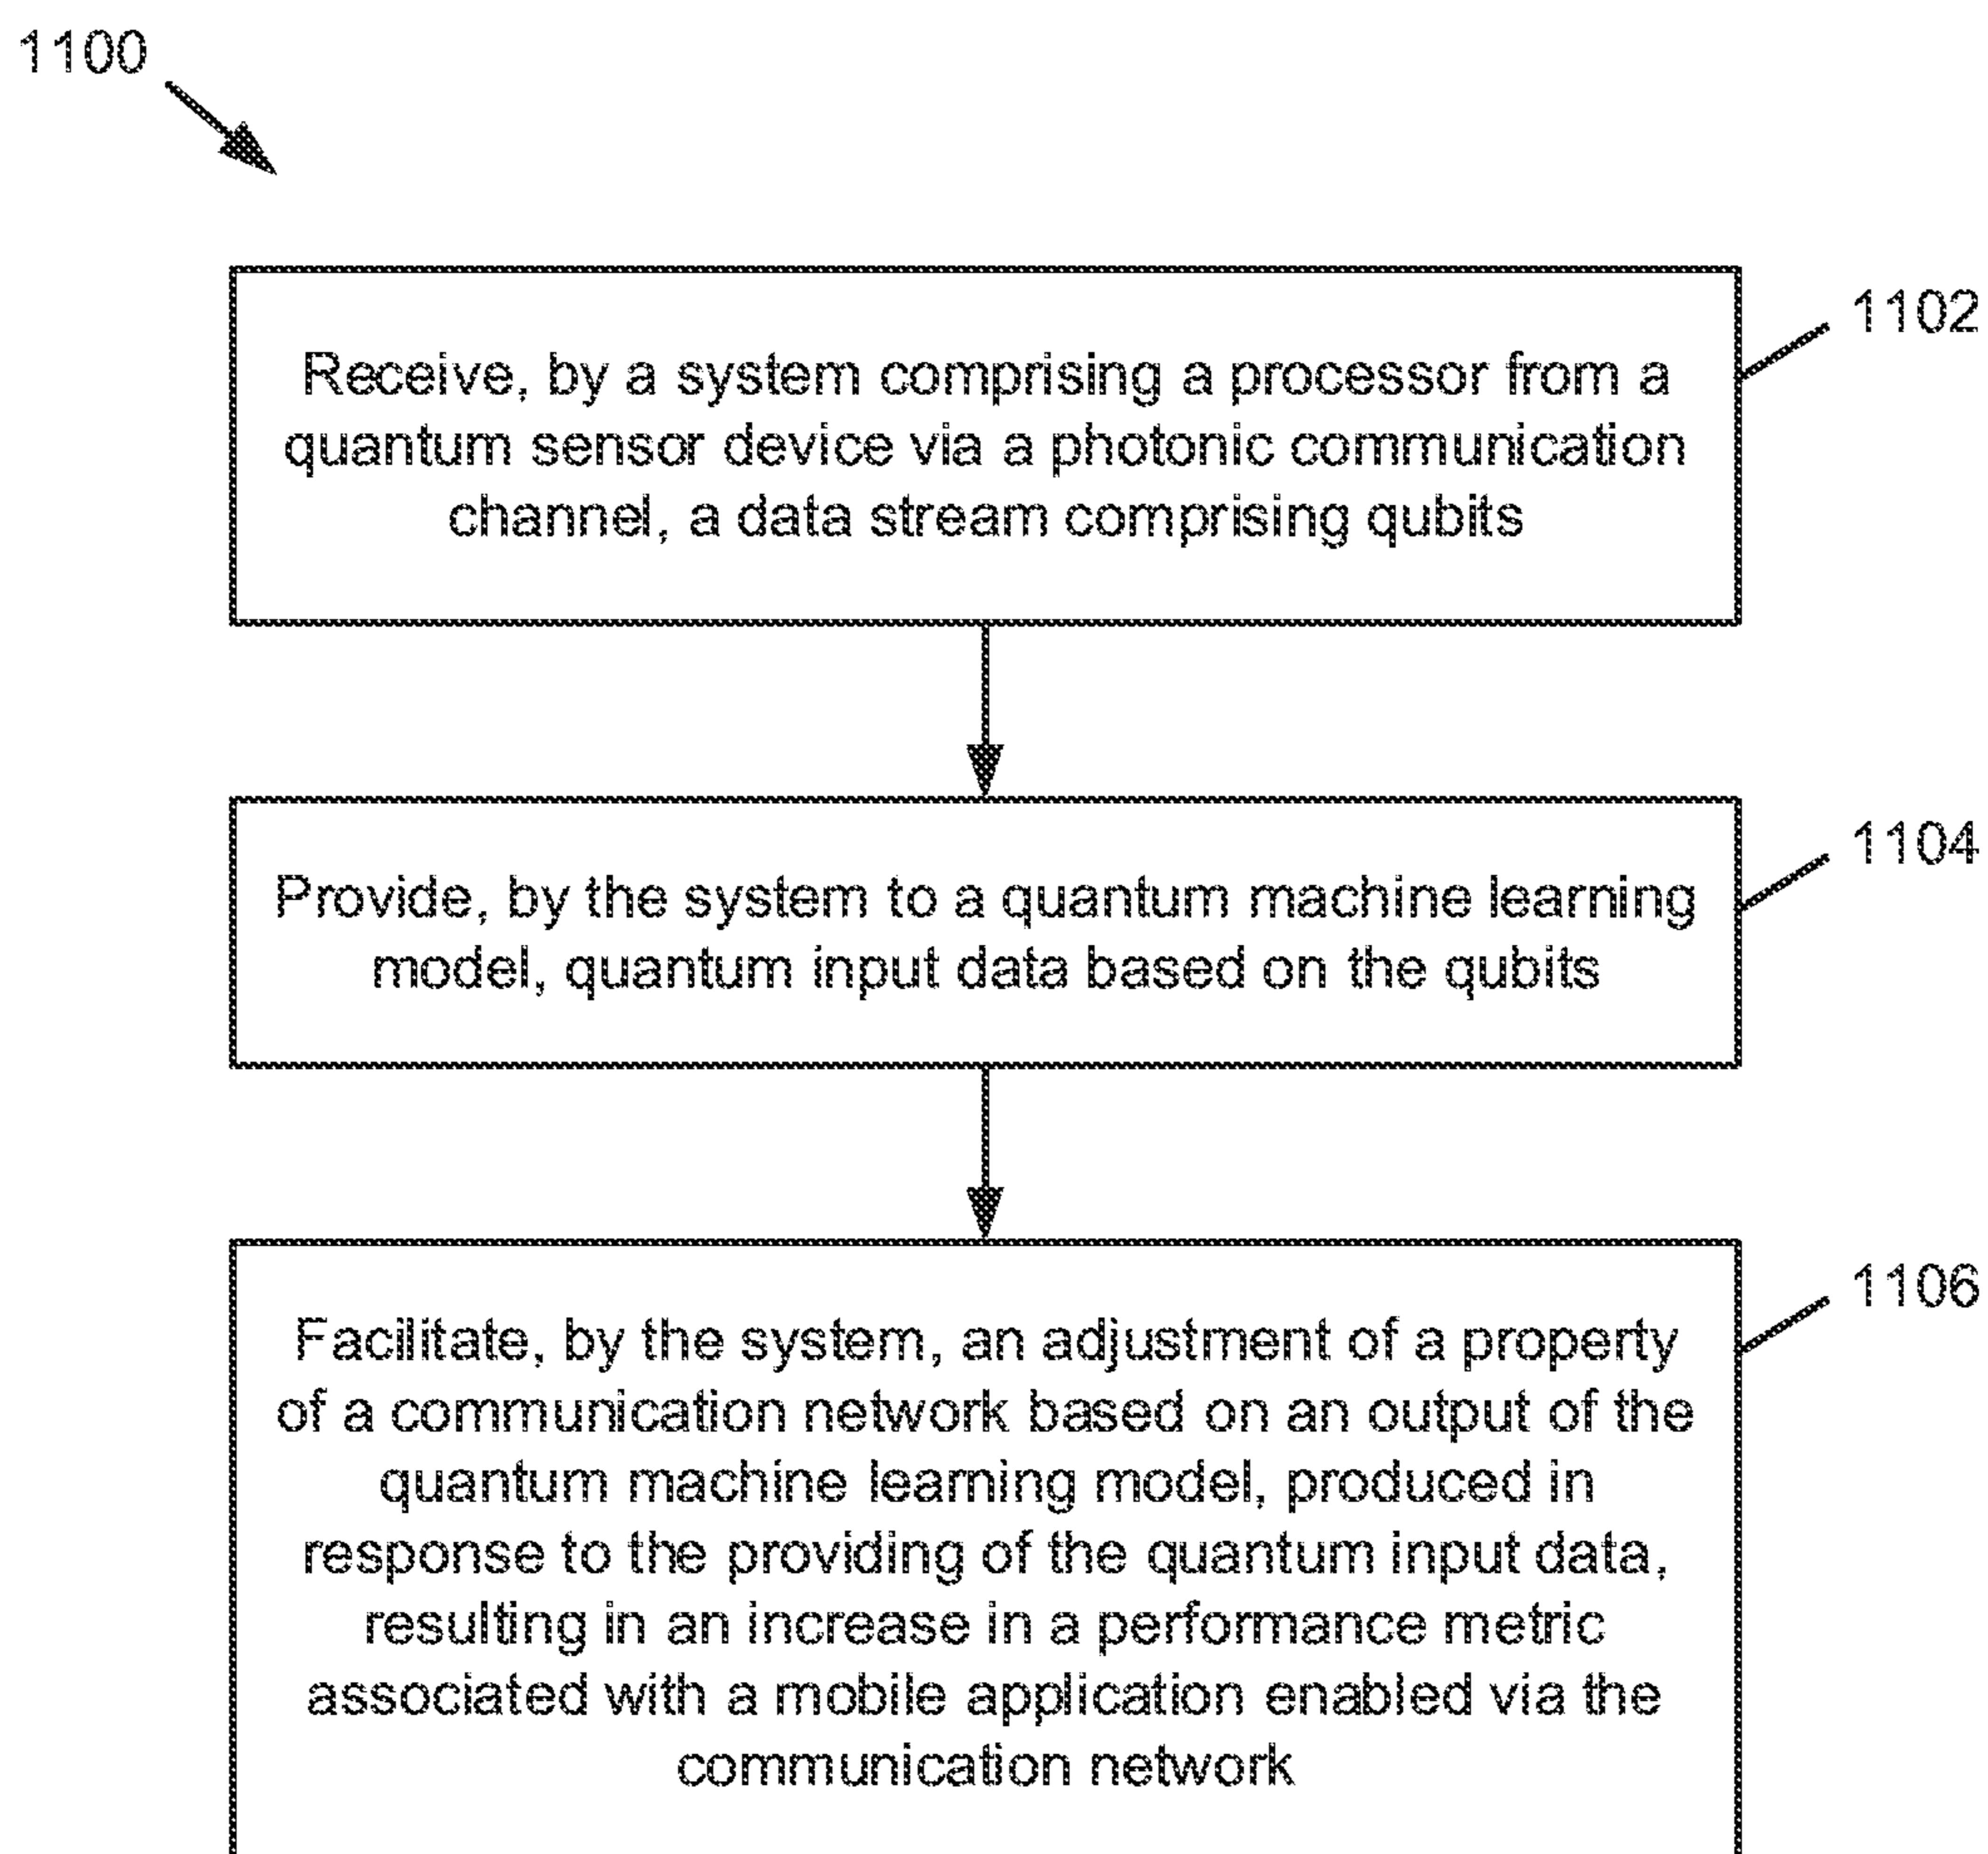 1100
1102
Receive, by a system comprising a processor from a
quantum sensor device via a photonic communication
channel, a data stream comprising qubits
1104
Provide, by the system to a quantum machine learning
model, quantum input data based on the qubits
1106
Facilitate, by the system, an adjustment of a property
of a communication network based on an output of the
quantum machine learning model, produced in
response to the providing of the quantum input data,
resulting in an increase in a performance metric
associated with a mobile application enabled via the
communication network